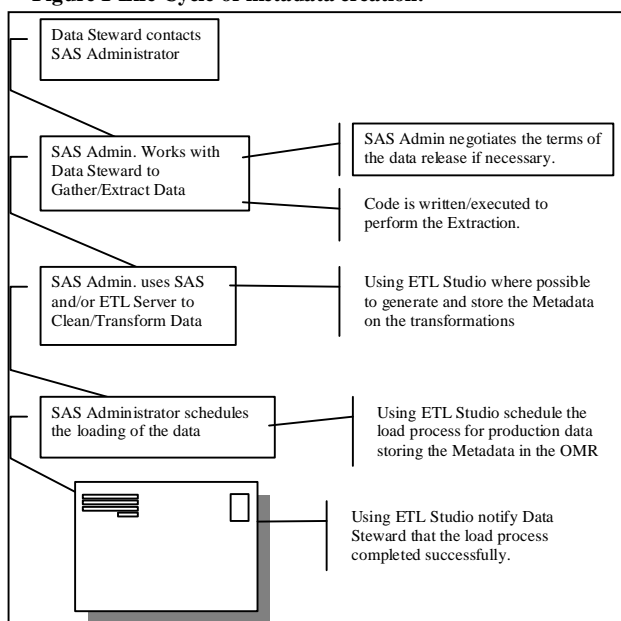 Figure 1 Life Cycle of metadata creation.
Data Steward contacts
SAS Administrator
SAS Admin. Works with
Data Steward to
Gather/Extract Data
SAS Admin negotiates the terms of
the data release if necessary.
Code is written/executed to
perform the Extraction.
SAS Admin. uses SAS
and/or ETL Server to
Clean/Transform Data
Using ETL Studio where possible
to generate and store the Metadata
on the transformations
SAS Administrator schedules
the loading of the data
Using ETL Studio schedule the
load process for production data
storing the Metadata in the OMR
Using ETL Studio notify Data
Steward that the load process
completed successfully.